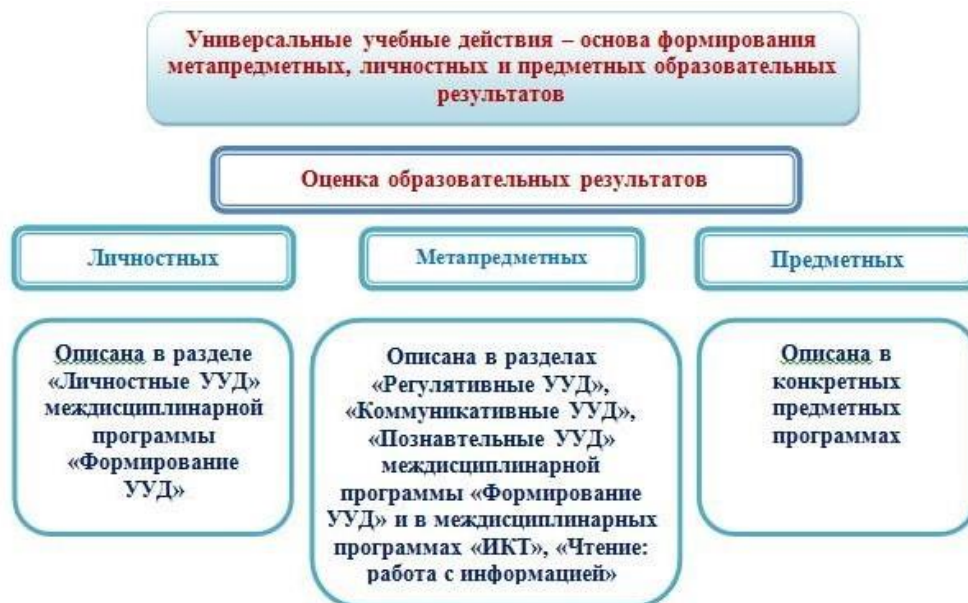 Универсальные учебные действия – основа формирования
метапредметных, личностных и предметных образовательных
результатов
Оценка образовательных результатов
Личностных
Метапредметных
Предметных
Описана в разделе
«Личностные УУД»
междисциплинарной
программы
«Формирование
УУД»
Описана в разделах
«Регулятивные УУД»,
«Коммуникативные УУД»,
«Познавтельные УУД»
междисциплинарной
программы «Формирование
УУД» и в междисциплинарных
программах «ИКТ», «Чтение:
работа с информацией»
Описана в
конкретных
предметных
программах